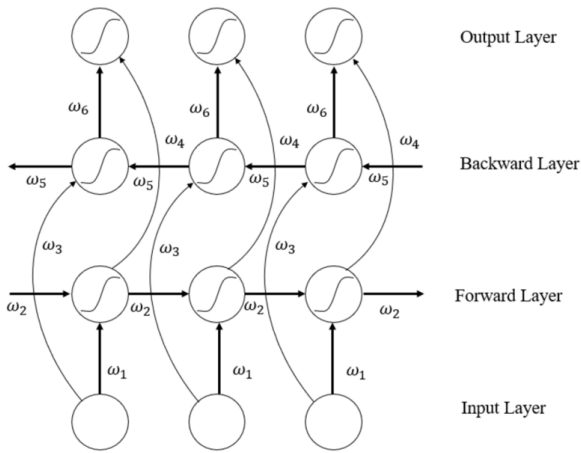 Output Layer
ω₆ ω₆ ω₆
ω₄ ω₄ ω₄
Backward Layer
ω₅ ω₅ ω₅ ω₅
ω₃ ω₃ ω₃
Forward Layer
ω₂ ω₂ ω₂ ω₂
ω₁ ω₁ ω₁
Input Layer